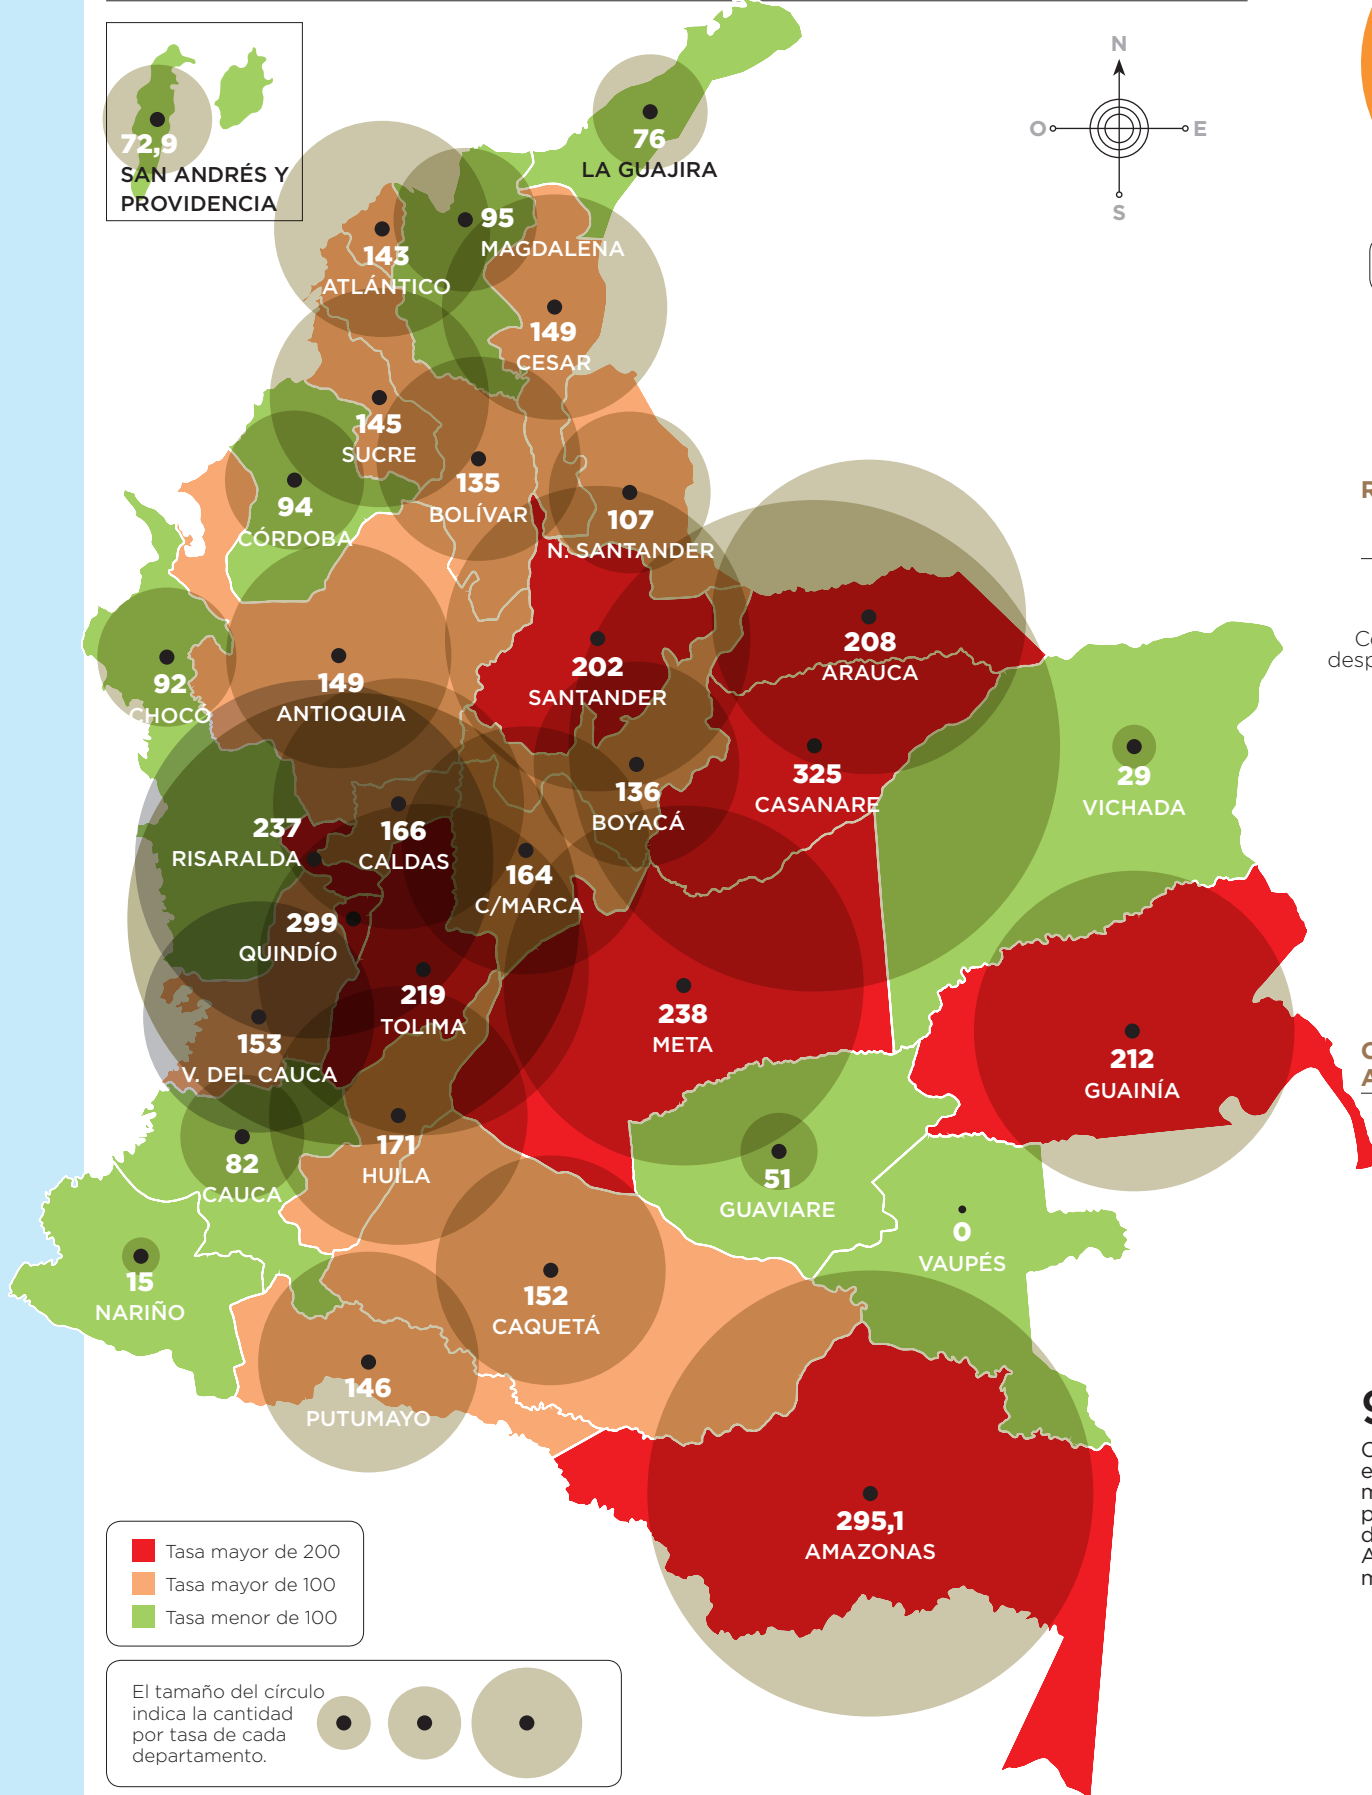 N
O
E
S
72,9
SAN ANDRÉS Y
PROVIDENCIA
76
LA GUAJIRA
95
MAGDALENA
143
ATLÁNTICO
149
CESAR
145
SUCRE
135
BOLÍVAR
94
CÓRDOBA
107
N. SANTANDER
92
CHOCÓ
149
ANTIOQUIA
202
SANTANDER
208
ARAUCA
325
CASANARE
136
BOYACÁ
29
VICHADA
237
RISARALDA
166
CALDAS
164
C/MARCA
299
QUINDÍO
219
TOLIMA
238
META
212
GUAINÍA
153
V. DEL CAUCA
171
HUILA
82
CAUCA
51
GUAVIARE
0
VAUPÉS
15
NARIÑO
152
CAQUETÁ
146
PUTUMAYO
295,1
AMAZONAS
Tasa mayor de 200
Tasa mayor de 100
Tasa menor de 100
El tamaño del círculo
indica la cantidad
por tasa de cada
departamento.